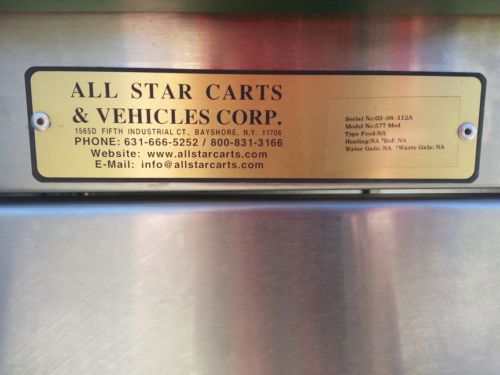 ALL STAR CARTS
& VEHICLES CORP.
1565D FIFTH INDUSTRIAL CT., BAYSHORE, N.Y. 11706
PHONE: 631-666-5252 / 800-831-3166
Website: www.allstarcarts.com
E-Mail: info@allstarcarts.com
Serial No:03-08-112A
Model No:577 Mod
Type Food:NA
Heating:NA *Ref: NA
Water Gals: NA *Waste Gals: NA